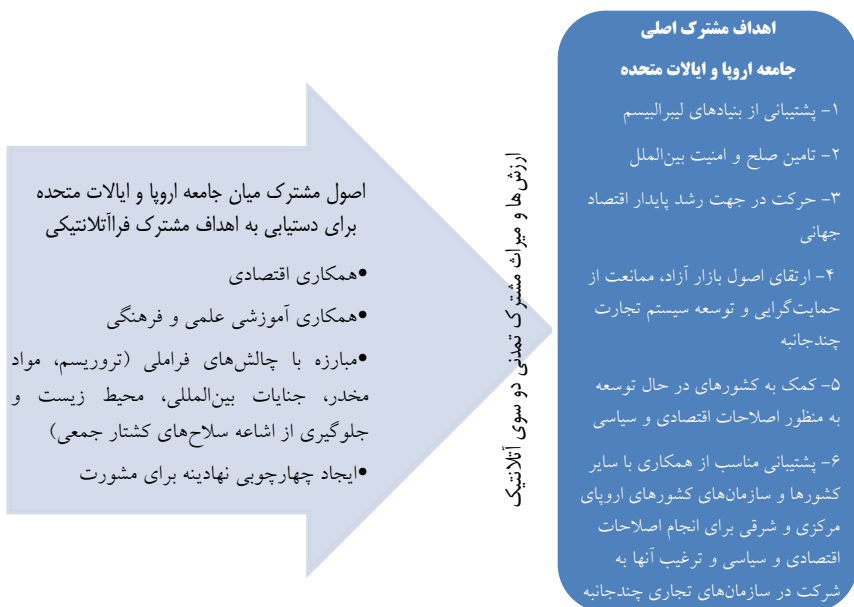 اهداف مشترک اصلی
جامعه اروپا و ایالات متحده
۱- پشتیبانی از بنیادهای لیبرالیسم
۲- تامین صلح و امنیت بین‌الملل
۳- حرکت در جهت رشد پایدار اقتصاد
جهانی
۴- ارتقای اصول بازار آزاد، ممانعت از
حمایت‌گرایی و توسعه سیستم تجارت
چندجانبه
۵- کمک به کشورهای در حال توسعه
به منظور اصلاحات اقتصادی و سیاسی
۶- پشتیبانی مناسب از همکاری با سایر
کشورها و سازمان‌های کشورهای اروپای
مرکزی و شرقی برای انجام اصلاحات
اقتصادی و سیاسی و ترغیب آنها به
شرکت در سازمان‌های تجاری چندجانبه
ارزش‌ها و میراث مشترک تمدنی دو سوی آتلانتیک
اصول مشترک میان جامعه اروپا و ایالات متحده
برای دستیابی به اهداف مشترک فراآتلانتیکی
•همکاری اقتصادی
•همکاری آموزشی علمی و فرهنگی
•مبارزه با چالش‌های فراملی (تروریسم، مواد
مخدر، جنایات بین‌المللی، محیط زیست و
جلوگیری از اشاعه سلاح‌های کشتار جمعی)
•ایجاد چهارچوبی نهادینه برای مشورت